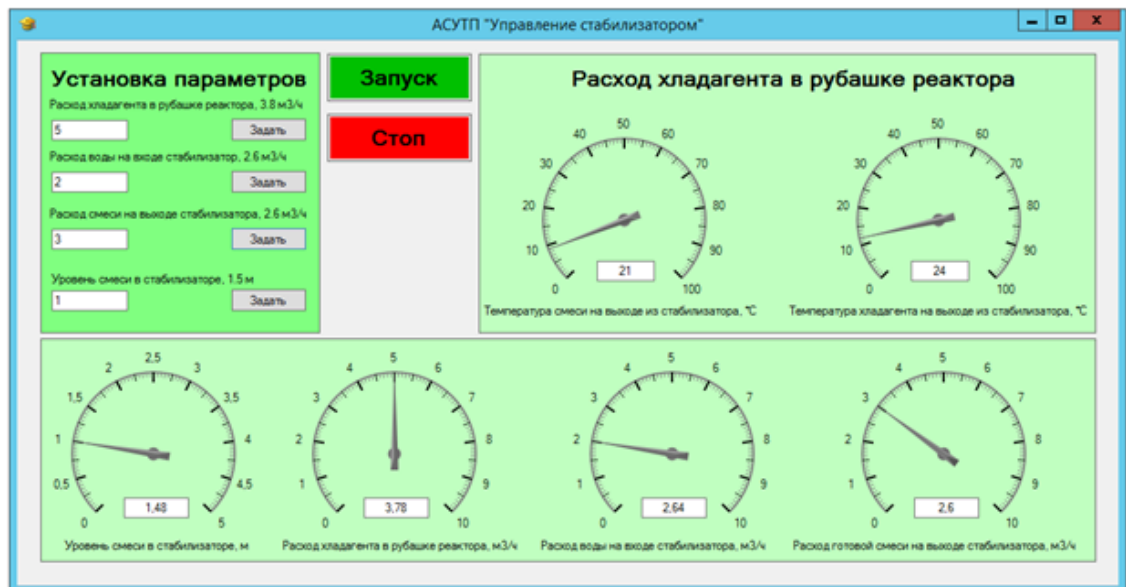 АСУТП "Управление стабилизатором"
Установка параметров
Расход хладагента в рубашке реактора, 3.8 м3/ч
5
Задать
Расход воды на входе стабилизатор, 2.6 м3/ч
2
Задать
Расход смеси на выходе стабилизатора, 2.6 м3/ч
3
Задать
Уровень смеси в стабилизаторе, 1.5 м
1
Задать
Запуск
Стоп
Расход хладагента в рубашке реактора
0 10 20 30 40 50 60 70 80 90 100
21
Температура смеси на выходе из стабилизатора, °С
0 10 20 30 40 50 60 70 80 90 100
24
Температура хладагента на выходе из стабилизатора, °С
0 0,5 1 1,5 2 2,5 3 3,5 4 4,5 5
1,48
Уровень смеси в стабилизаторе, м
0 1 2 3 4 5 6 7 8 9 10
3,78
Расход хладагента в рубашке реактора, м3/ч
0 1 2 3 4 5 6 7 8 9 10
2,64
Расход воды на входе стабилизатора, м3/ч
0 1 2 3 4 5 6 7 8 9 10
2,6
Расход готовой смеси на выходе стабилизатора, м3/ч